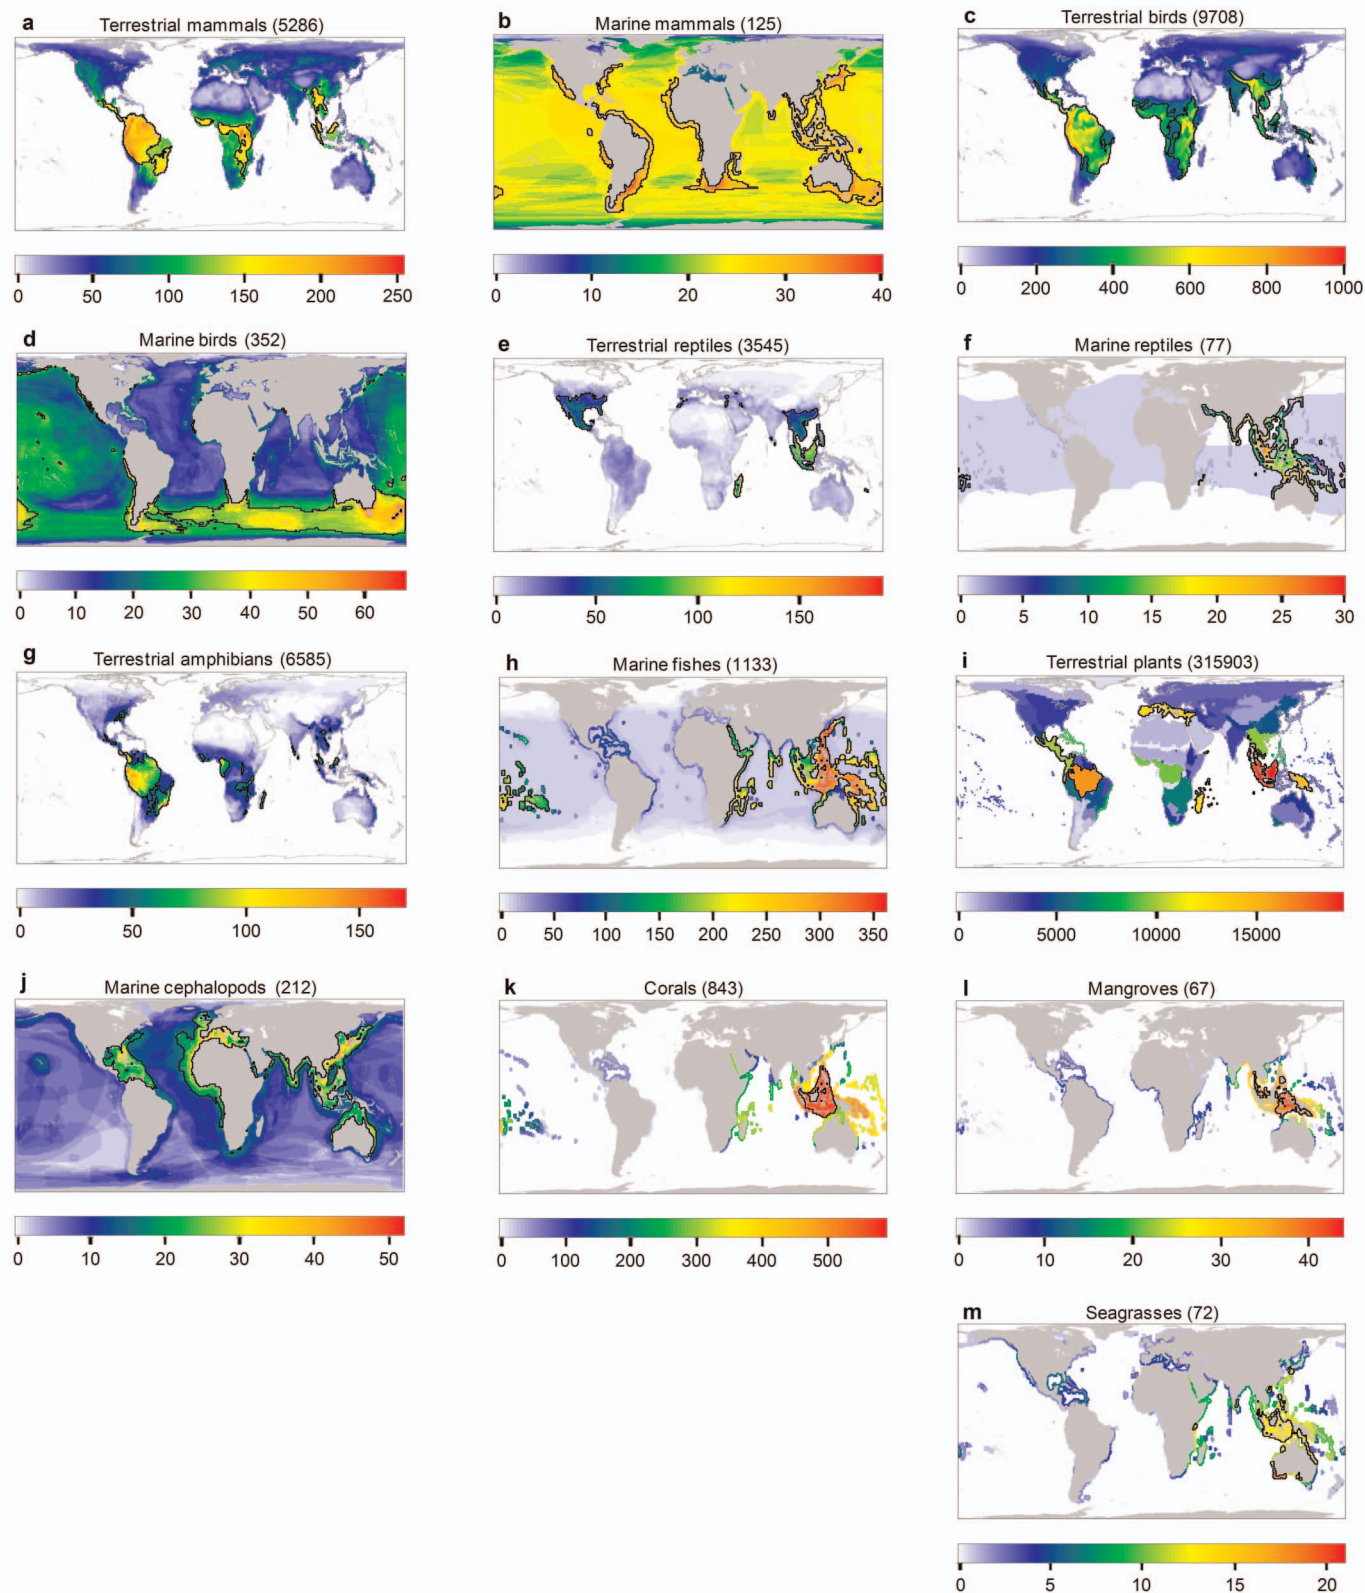 a Terrestrial mammals (5286)
0 50 100 150 200 250
b Marine mammals (125)
0 10 20 30 40
c Terrestrial birds (9708)
0 200 400 600 800 1000
d Marine birds (352)
0 10 20 30 40 50 60
e Terrestrial reptiles (3545)
0 50 100 150
f Marine reptiles (77)
0 5 10 15 20 25 30
g Terrestrial amphibians (6585)
0 50 100 150
h Marine fishes (1133)
0 50 100 150 200 250 300 350
i Terrestrial plants (315903)
0 5000 10000 15000
j Marine cephalopods (212)
0 10 20 30 40 50
k Corals (843)
0 100 200 300 400 500
l Mangroves (67)
0 10 20 30 40
m Seagrasses (72)
0 5 10 15 20